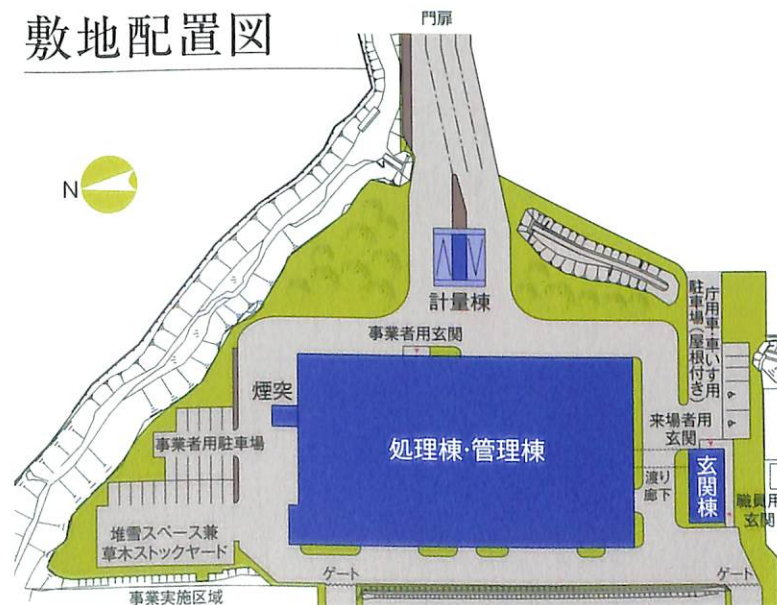 敷地配置図
門扉
N
計量棟
事業者用玄関
庁用車・車いす用
駐車場(屋根付き)
煙突
事業者用駐車場
処理棟・管理棟
来場者用
玄関
渡り
廊下
玄関棟
職員用
玄関
堆雪スペース兼
草木ストックヤード
ゲート
ゲート
事業実施区域